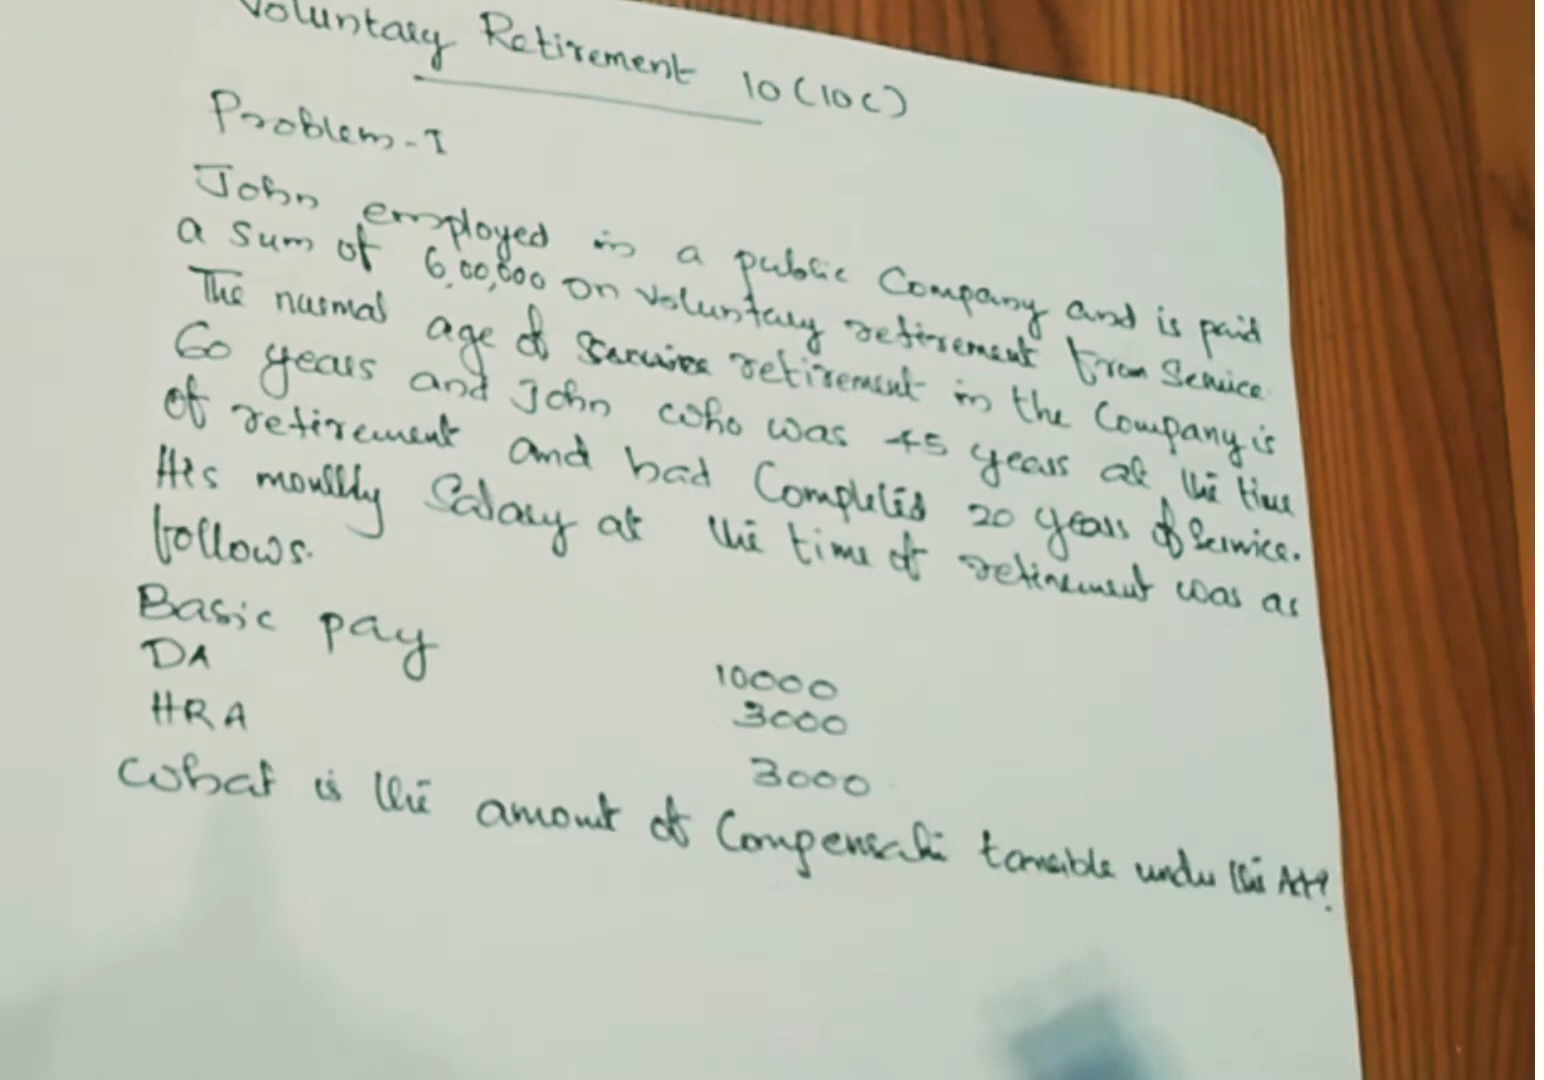 Voluntary Retirement 10(10C)
Problem-I
John employed in a public Company and is paid
a sum of 6,00,000 on voluntary retirement from Service.
The nurmal age of Service retirement in the Company is
60 years and John who was 45 years at the time
of retirement and had Completed 20 years of Service.
His monthly Salary at the time of retirement was as
follows.
Basic pay 10000
DA 3000
HRA 3000
What is the amount of Compensati taxable under the Act?